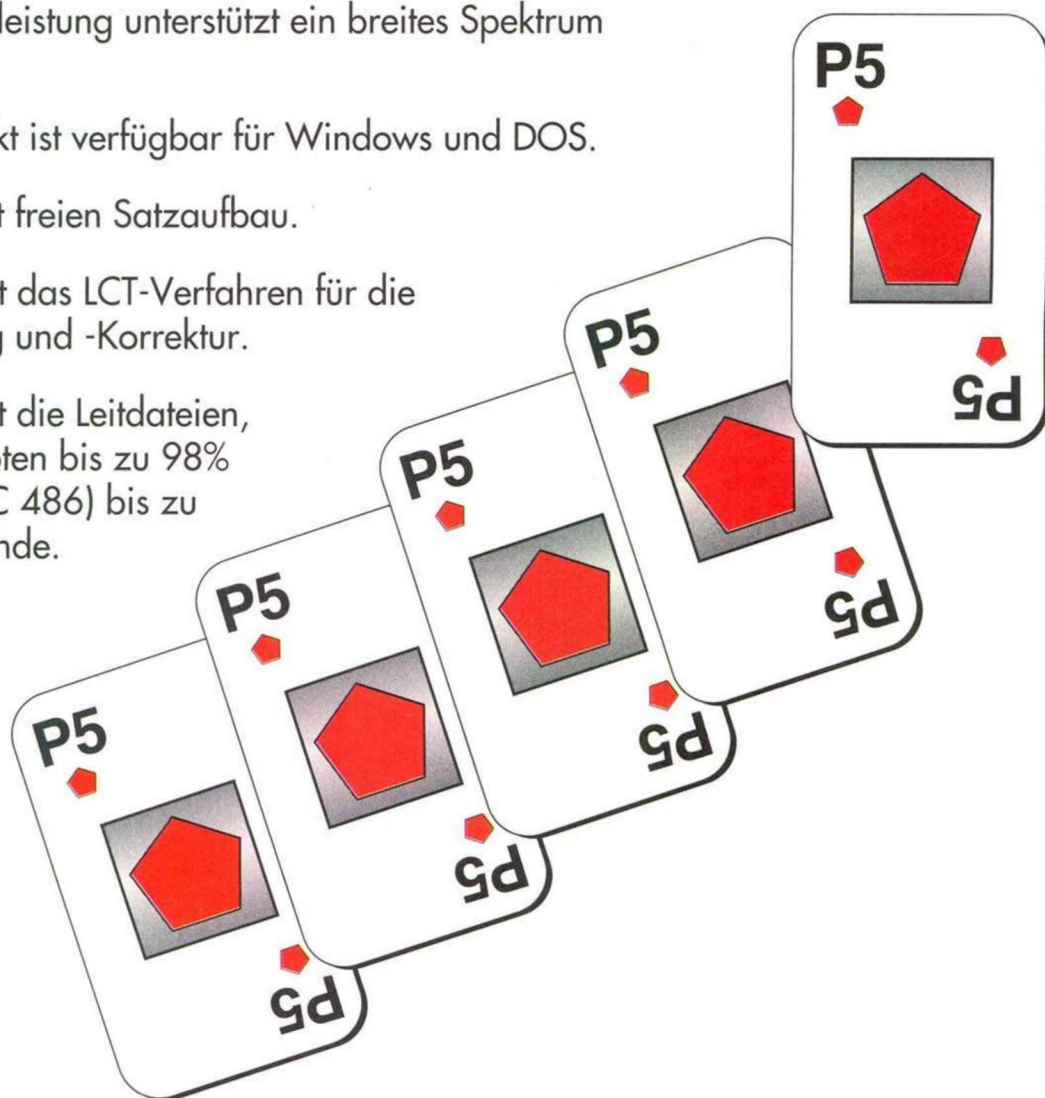 leistung unterstützt ein breites Spektrum
kt ist verfügbar für Windows und DOS.
t freien Satzaufbau.
t das LCT-Verfahren für die
g und -Korrektur.
t die Leitdateien,
ten bis zu 98%
C 486) bis zu
nde.
P5
P5
P5
P5
P5
P5
P5
P5
P5
P5